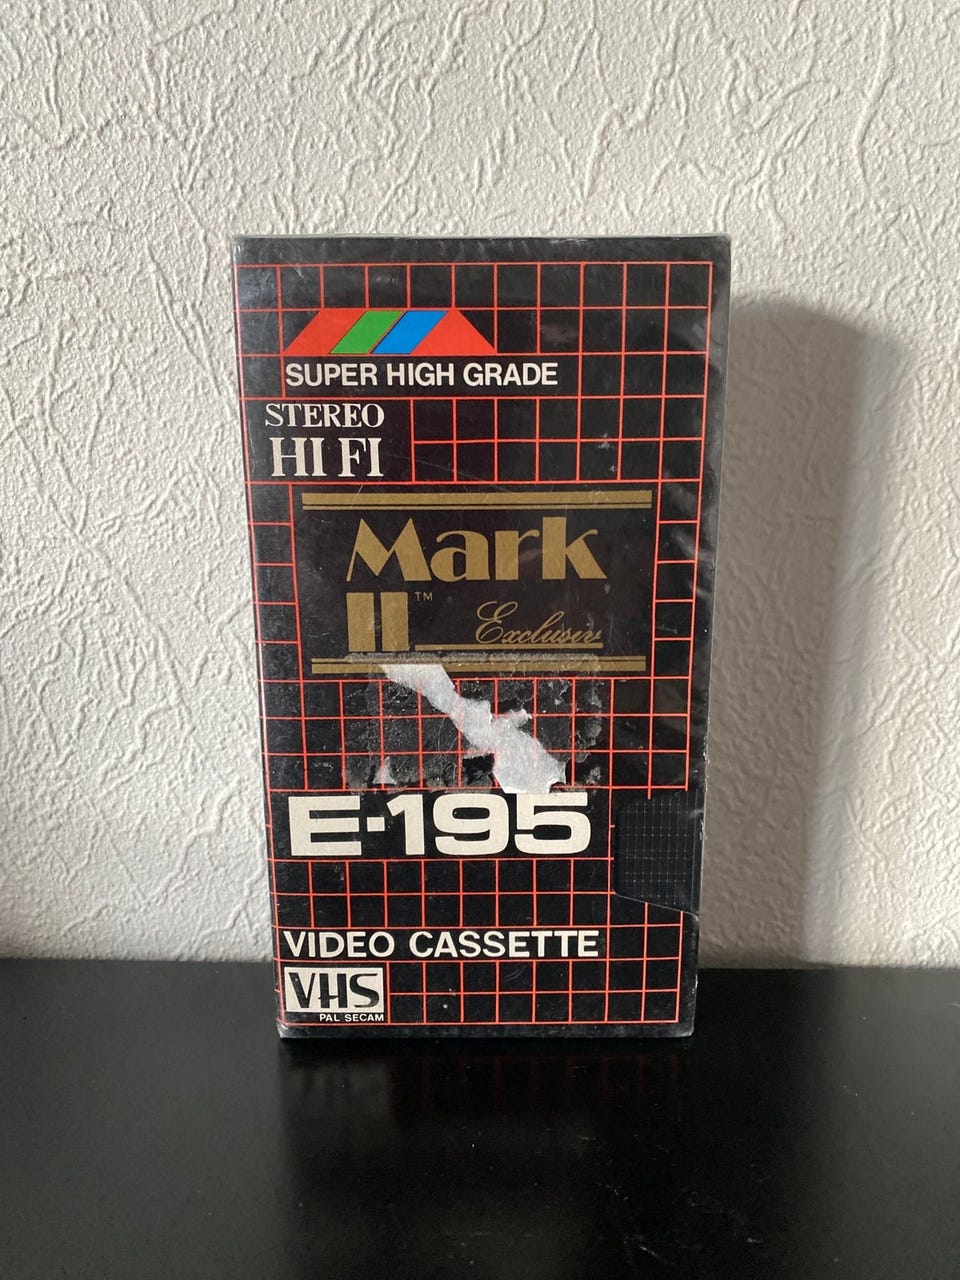 SUPER HIGH GRADE
STEREO
HI FI
Mark
II™ Exclusiv
E·195
VIDEO CASSETTE
VHS
PAL SECAM